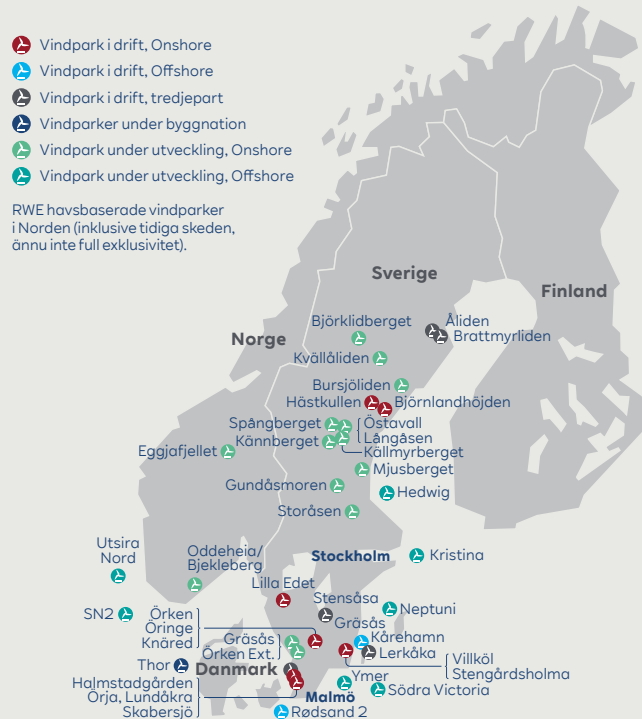 Vindpark i drift, Onshore
Vindpark i drift, Offshore
Vindpark i drift, tredjepart
Vindparker under byggnation
Vindpark under utveckling, Onshore
Vindpark under utveckling, Offshore
RWE havsbaserade vindparker
i Norden (inklusive tidiga skeden,
ännu inte full exklusivitet).
Sverige
Finland
Norge
Björklidberget
Åliden
Brattmyrliden
Kvällåliden
Bursjöliden
Hästkullen
Björnlandhöjden
Spångberget
Östavall
Långåsen
Kännberget
Källmyrberget
Eggjafjellet
Mjusberget
Gundåsmoren
Hedwig
Storåsen
Utsira
Nord
Oddeheia/
Bjekleberg
Stockholm
Kristina
Lilla Edet
Stensåsa
Neptuni
SN2
Örken
Öringe
Knäred
Gräsås
Gräsås
Örken Ext.
Kårehamn
Lerkåka
Villköl
Stengårdsholma
Thor
Danmark
Ymer
Södra Victoria
Halmstadgården
Örja, Lundåkra
Skabersjö
Malmö
Rødsand 2